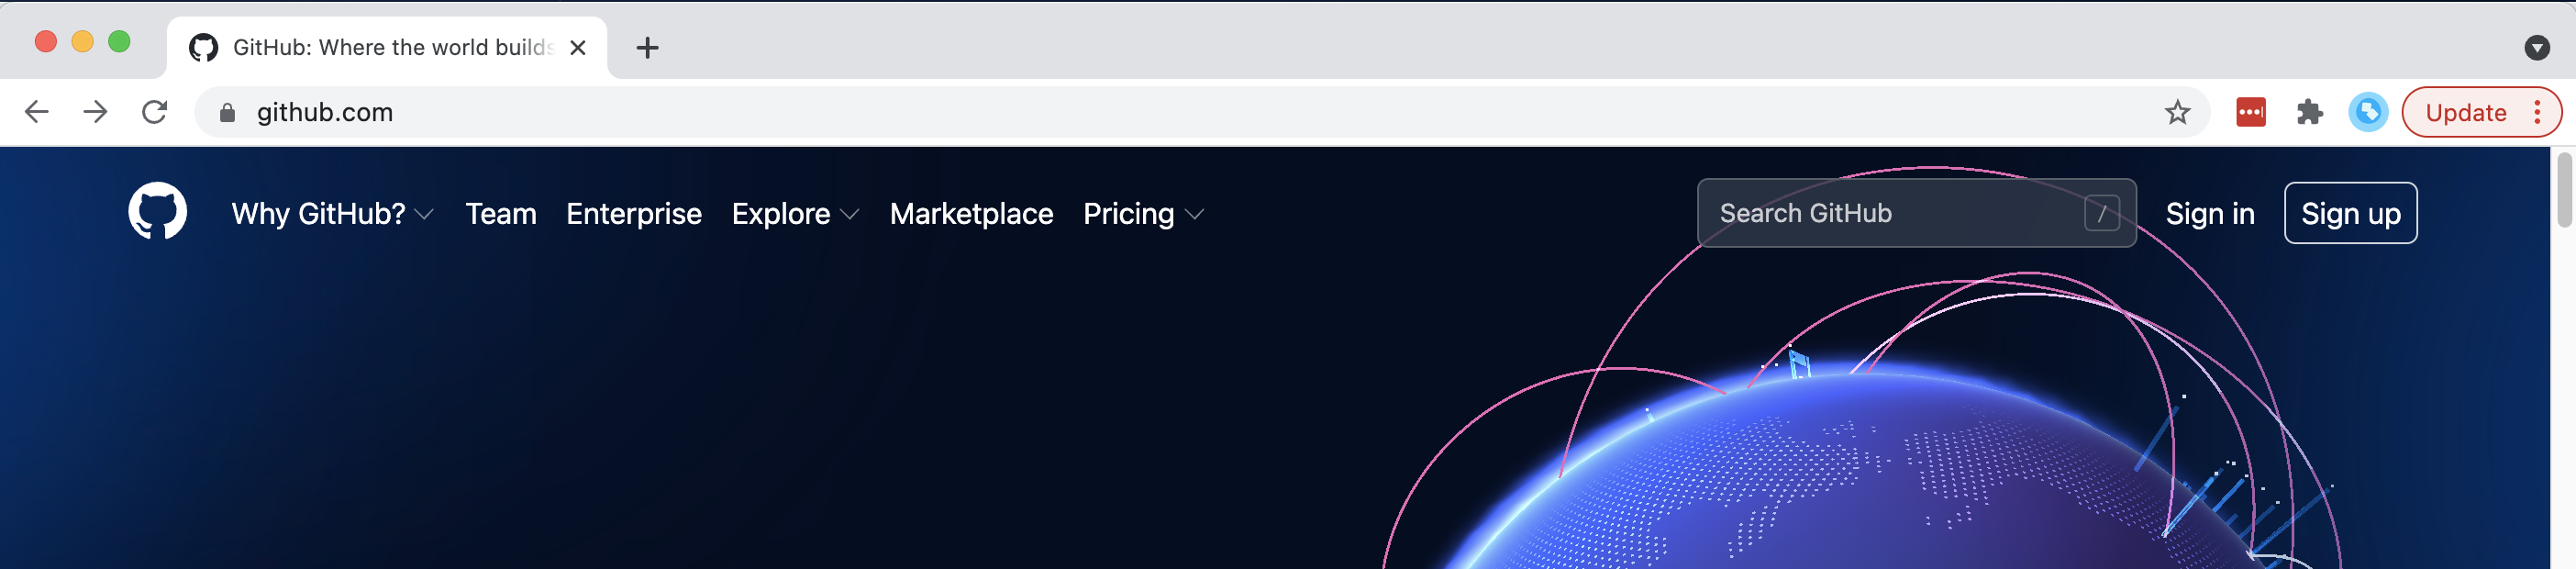 GitHub: Where the world builds
github.com
Update
Why GitHub? Team Enterprise Explore Marketplace Pricing Search GitHub / Sign in Sign up